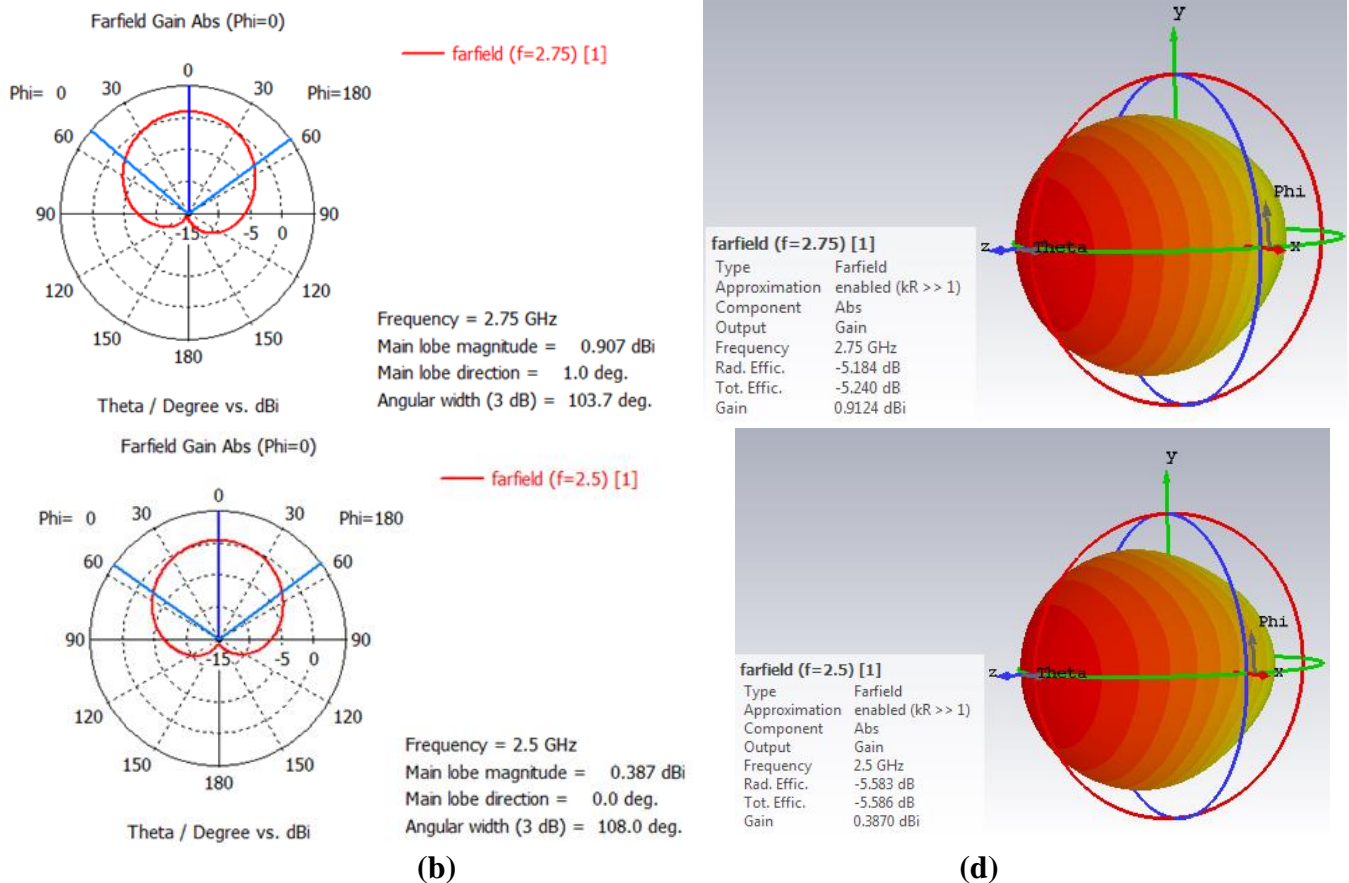 Farfield Gain Abs (Phi=0)
farfield (f=2.75) [1]
0
30 30
Phi= 0 Phi=180
60 60
90 -15 -5 0 90
120 120
150 150
180
Frequency = 2.75 GHz
Main lobe magnitude = 0.907 dBi
Main lobe direction = 1.0 deg.
Angular width (3 dB) = 103.7 deg.
Theta / Degree vs. dBi
y
Phi
z Theta x
farfield (f=2.75) [1]
Type Farfield
Approximation enabled (kR >> 1)
Component Abs
Output Gain
Frequency 2.75 GHz
Rad. Effic. -5.184 dB
Tot. Effic. -5.240 dB
Gain 0.9124 dBi
Farfield Gain Abs (Phi=0)
farfield (f=2.5) [1]
0
Phi= 0 30 30 Phi=180
60 60
90 -15 -5 0 90
120 120
150 150
180
Frequency = 2.5 GHz
Main lobe magnitude = 0.387 dBi
Main lobe direction = 0.0 deg.
Angular width (3 dB) = 108.0 deg.
Theta / Degree vs. dBi
y
Phi
z Theta x
farfield (f=2.5) [1]
Type Farfield
Approximation enabled (kR >> 1)
Component Abs
Output Gain
Frequency 2.5 GHz
Rad. Effic. -5.583 dB
Tot. Effic. -5.586 dB
Gain 0.3870 dBi
(b) (d)